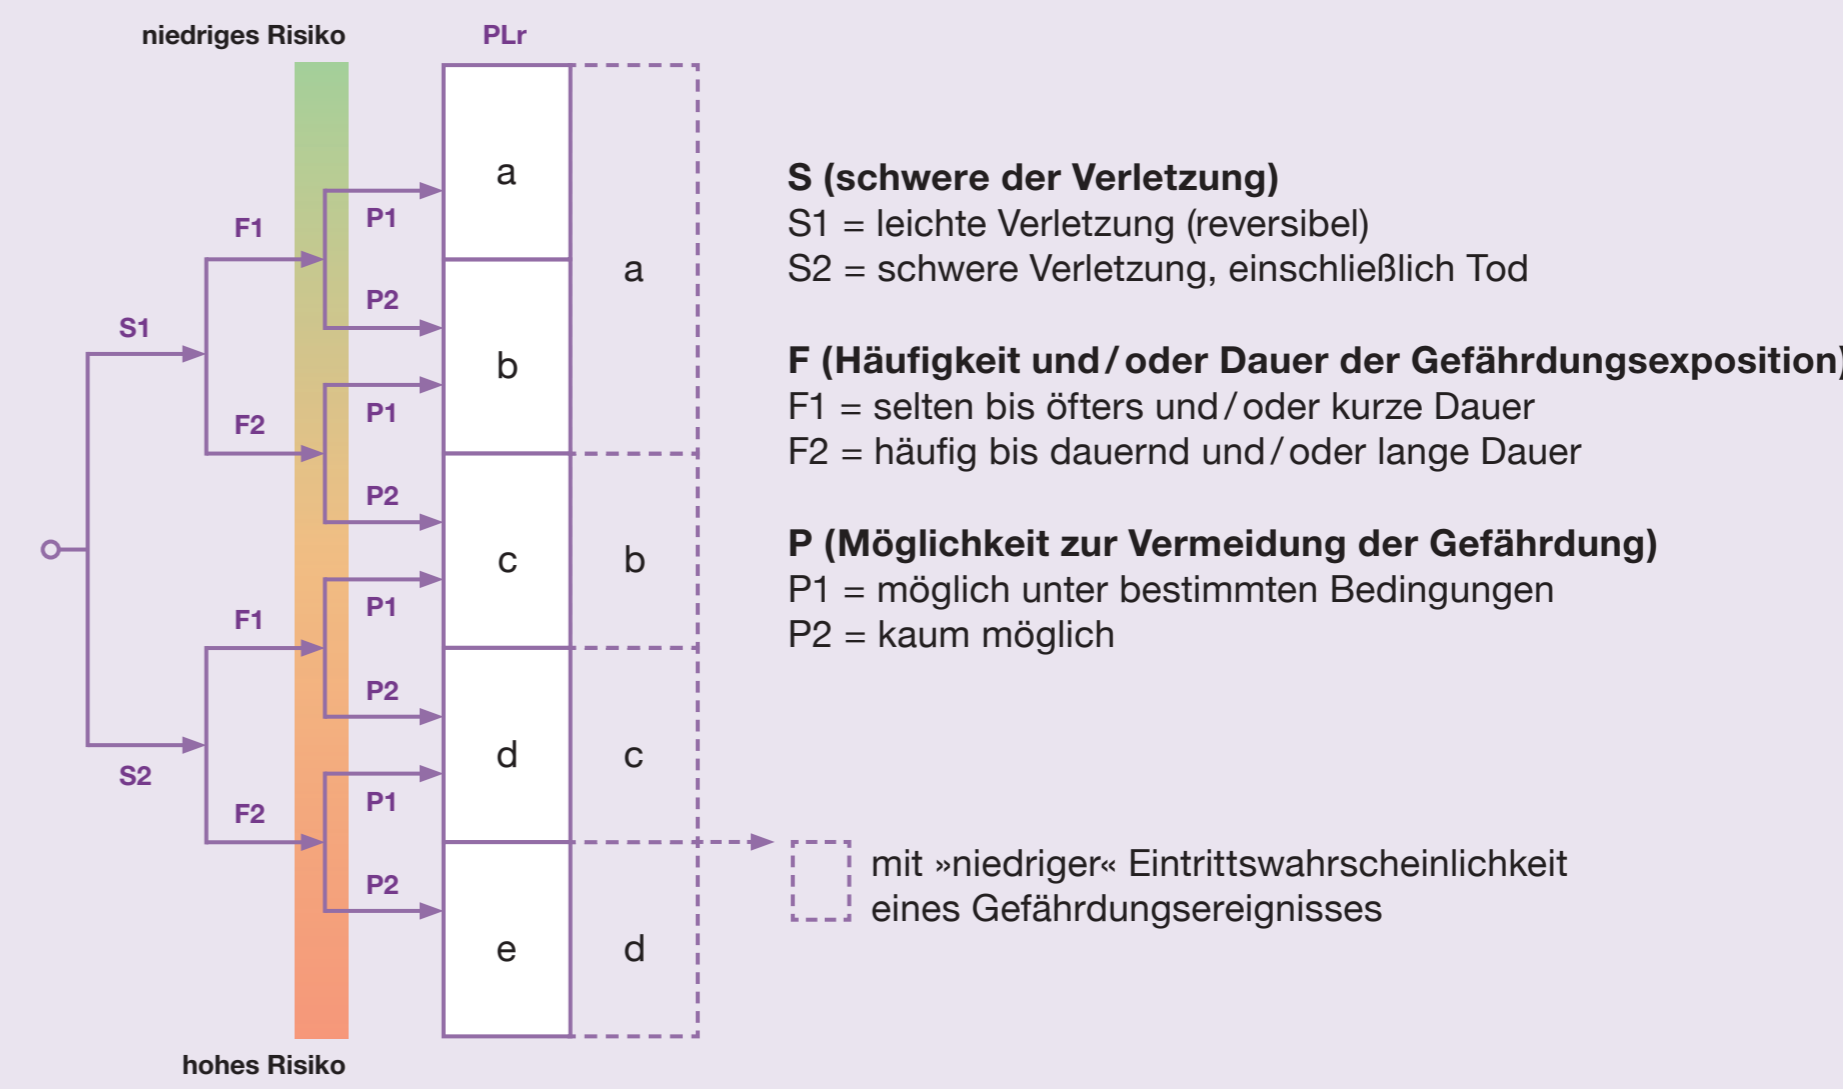 niedriges Risiko
PLr
S1
F1
P1
P2
F2
P1
P2
S2
F1
P1
P2
F2
P1
P2
a
b
c
d
e
a
b
c
d
hohes Risiko
S (schwere der Verletzung)
S1 = leichte Verletzung (reversibel)
S2 = schwere Verletzung, einschließlich Tod
F (Häufigkeit und/oder Dauer der Gefährdungsexposition)
F1 = selten bis öfters und/oder kurze Dauer
F2 = häufig bis dauernd und/oder lange Dauer
P (Möglichkeit zur Vermeidung der Gefährdung)
P1 = möglich unter bestimmten Bedingungen
P2 = kaum möglich
mit »niedriger« Eintrittswahrscheinlichkeit
eines Gefährdungsereignisses